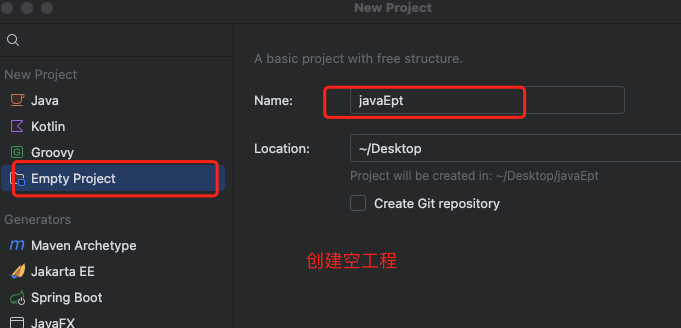 New Project
New Project
Java
Kotlin
Groovy
Empty Project
Generators
Maven Archetype
Jakarta EE
Spring Boot
JavaFX
A basic project with free structure.
Name:
javaEpt
Location:
~/Desktop
Project will be created in: ~/Desktop/javaEpt
Create Git repository
创建空工程